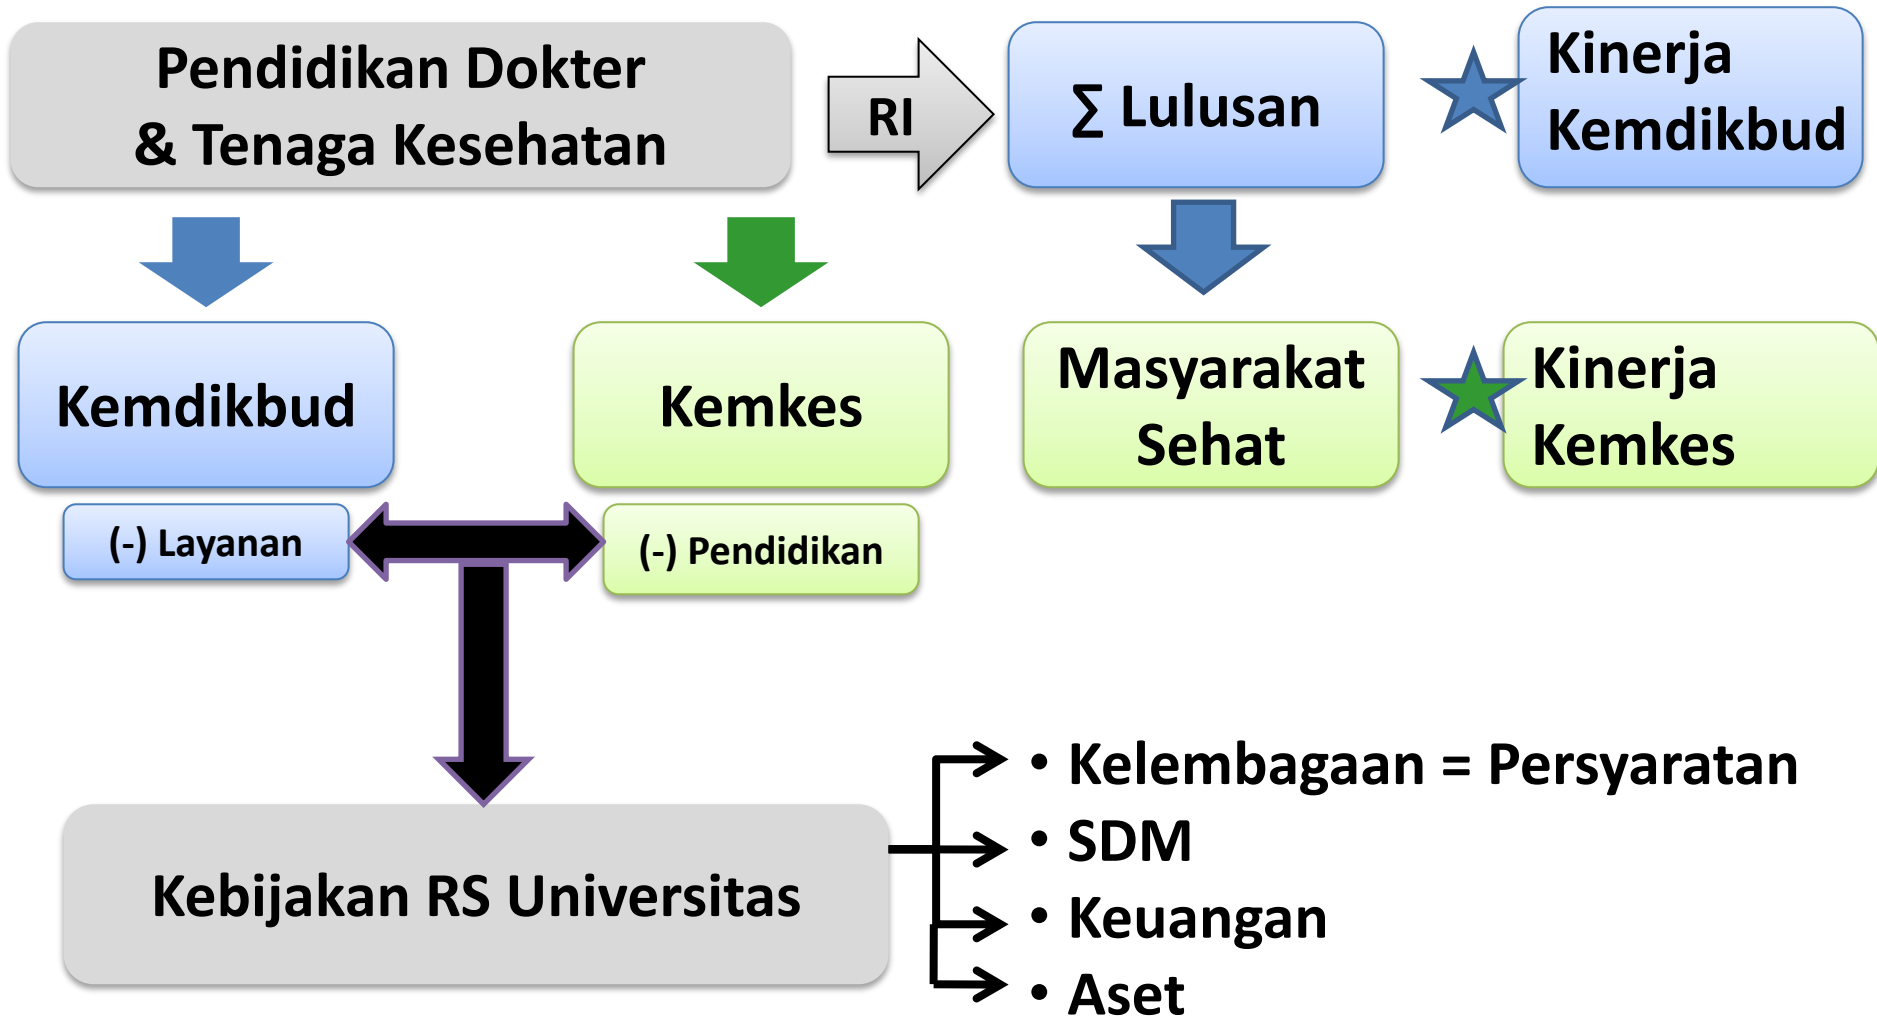 Pendidikan Dokter
& Tenaga Kesehatan
RI
∑ Lulusan
Kinerja
Kemdikbud
Kemdikbud
Kemkes
Masyarakat
Sehat
Kinerja
Kemkes
(-) Layanan
(-) Pendidikan
Kebijakan RS Universitas
• Kelembagaan = Persyaratan
• SDM
• Keuangan
• Aset